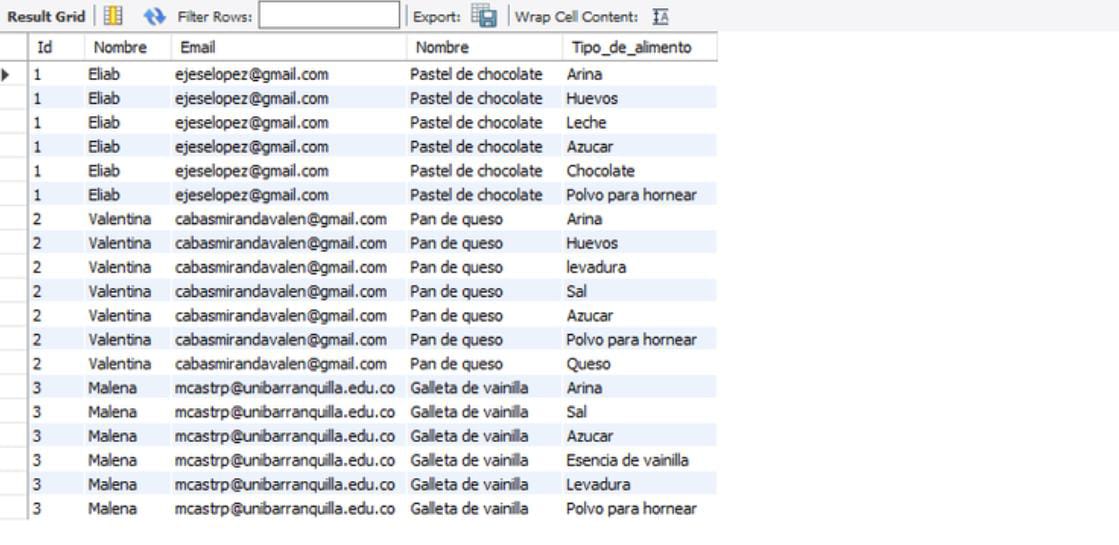 Result Grid Filter Rows: Export: Wrap Cell Content:
Id Nombre Email Nombre Tipo_de_alimento
1 Eliab ejeselopez@gmail.com Pastel de chocolate Arina
1 Eliab ejeselopez@gmail.com Pastel de chocolate Huevos
1 Eliab ejeselopez@gmail.com Pastel de chocolate Leche
1 Eliab ejeselopez@gmail.com Pastel de chocolate Azucar
1 Eliab ejeselopez@gmail.com Pastel de chocolate Chocolate
1 Eliab ejeselopez@gmail.com Pastel de chocolate Polvo para hornear
2 Valentina cabasmirandavalen@gmail.com Pan de queso Arina
2 Valentina cabasmirandavalen@gmail.com Pan de queso Huevos
2 Valentina cabasmirandavalen@gmail.com Pan de queso levadura
2 Valentina cabasmirandavalen@gmail.com Pan de queso Sal
2 Valentina cabasmirandavalen@gmail.com Pan de queso Azucar
2 Valentina cabasmirandavalen@gmail.com Pan de queso Polvo para hornear
2 Valentina cabasmirandavalen@gmail.com Pan de queso Queso
3 Malena mcastrp@unibarranquilla.edu.co Galleta de vainilla Arina
3 Malena mcastrp@unibarranquilla.edu.co Galleta de vainilla Sal
3 Malena mcastrp@unibarranquilla.edu.co Galleta de vainilla Azucar
3 Malena mcastrp@unibarranquilla.edu.co Galleta de vainilla Esencia de vainilla
3 Malena mcastrp@unibarranquilla.edu.co Galleta de vainilla Levadura
3 Malena mcastrp@unibarranquilla.edu.co Galleta de vainilla Polvo para hornear